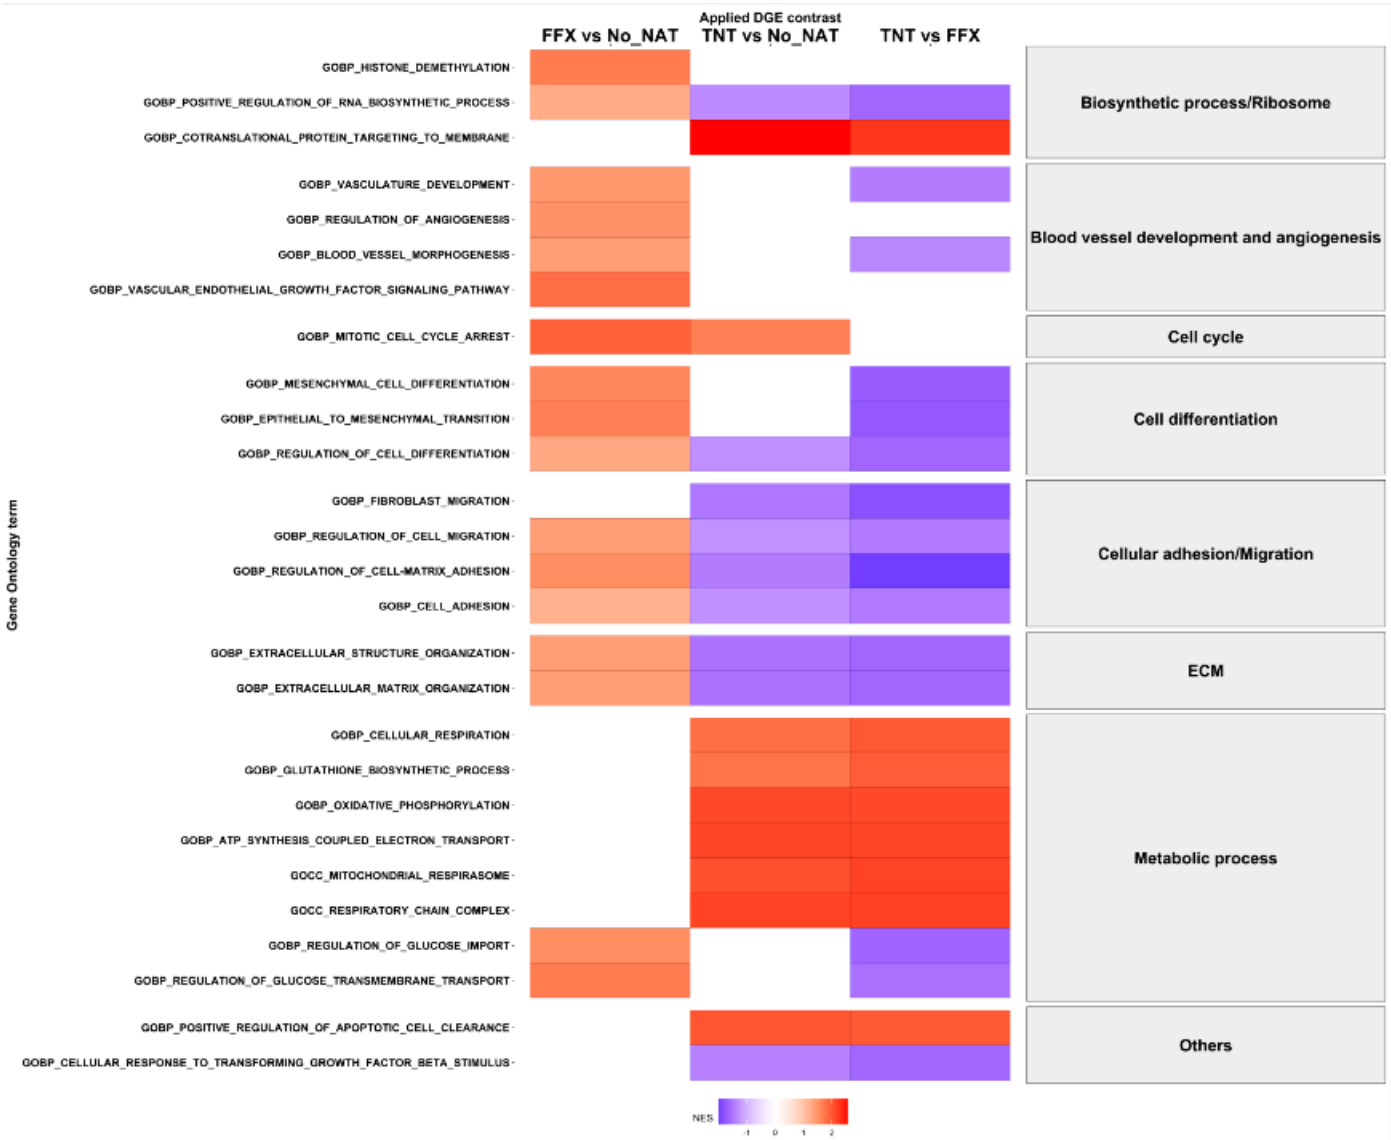 Applied DGE contrast
FFX vs No_NAT TNT vs No_NAT TNT vs FFX
GOBP_HISTONE_DEMETHYLATION
GOBP_POSITIVE_REGULATION_OF_RNA_BIOSYNTHETIC_PROCESS
Biosynthetic process/Ribosome
GOBP_COTRANSLATIONAL_PROTEIN_TARGETING_TO_MEMBRANE
GOBP_VASCULATURE_DEVELOPMENT
GOBP_REGULATION_OF_ANGIOGENESIS
Blood vessel development and angiogenesis
GOBP_BLOOD_VESSEL_MORPHOGENESIS
GOBP_VASCULAR_ENDOTHELIAL_GROWTH_FACTOR_SIGNALING_PATHWAY
GOBP_MITOTIC_CELL_CYCLE_ARREST
Cell cycle
GOBP_MESENCHYMAL_CELL_DIFFERENTIATION
GOBP_EPITHELIAL_TO_MESENCHYMAL_TRANSITION
Cell differentiation
GOBP_REGULATION_OF_CELL_DIFFERENTIATION
GOBP_FIBROBLAST_MIGRATION
GOBP_REGULATION_OF_CELL_MIGRATION
Cellular adhesion/Migration
GOBP_REGULATION_OF_CELL-MATRIX_ADHESION
GOBP_CELL_ADHESION
Gene Ontology term
GOBP_EXTRACELLULAR_STRUCTURE_ORGANIZATION
ECM
GOBP_EXTRACELLULAR_MATRIX_ORGANIZATION
GOBP_CELLULAR_RESPIRATION
GOBP_GLUTATHIONE_BIOSYNTHETIC_PROCESS
GOBP_OXIDATIVE_PHOSPHORYLATION
GOBP_ATP_SYNTHESIS_COUPLED_ELECTRON_TRANSPORT
Metabolic process
GOCC_MITOCHONDRIAL_RESPIRASOME
GOCC_RESPIRATORY_CHAIN_COMPLEX
GOBP_REGULATION_OF_GLUCOSE_IMPORT
GOBP_REGULATION_OF_GLUCOSE_TRANSMEMBRANE_TRANSPORT
GOBP_POSITIVE_REGULATION_OF_APOPTOTIC_CELL_CLEARANCE
Others
GOBP_CELLULAR_RESPONSE_TO_TRANSFORMING_GROWTH_FACTOR_BETA_STIMULUS
NES
-1 0 1 2